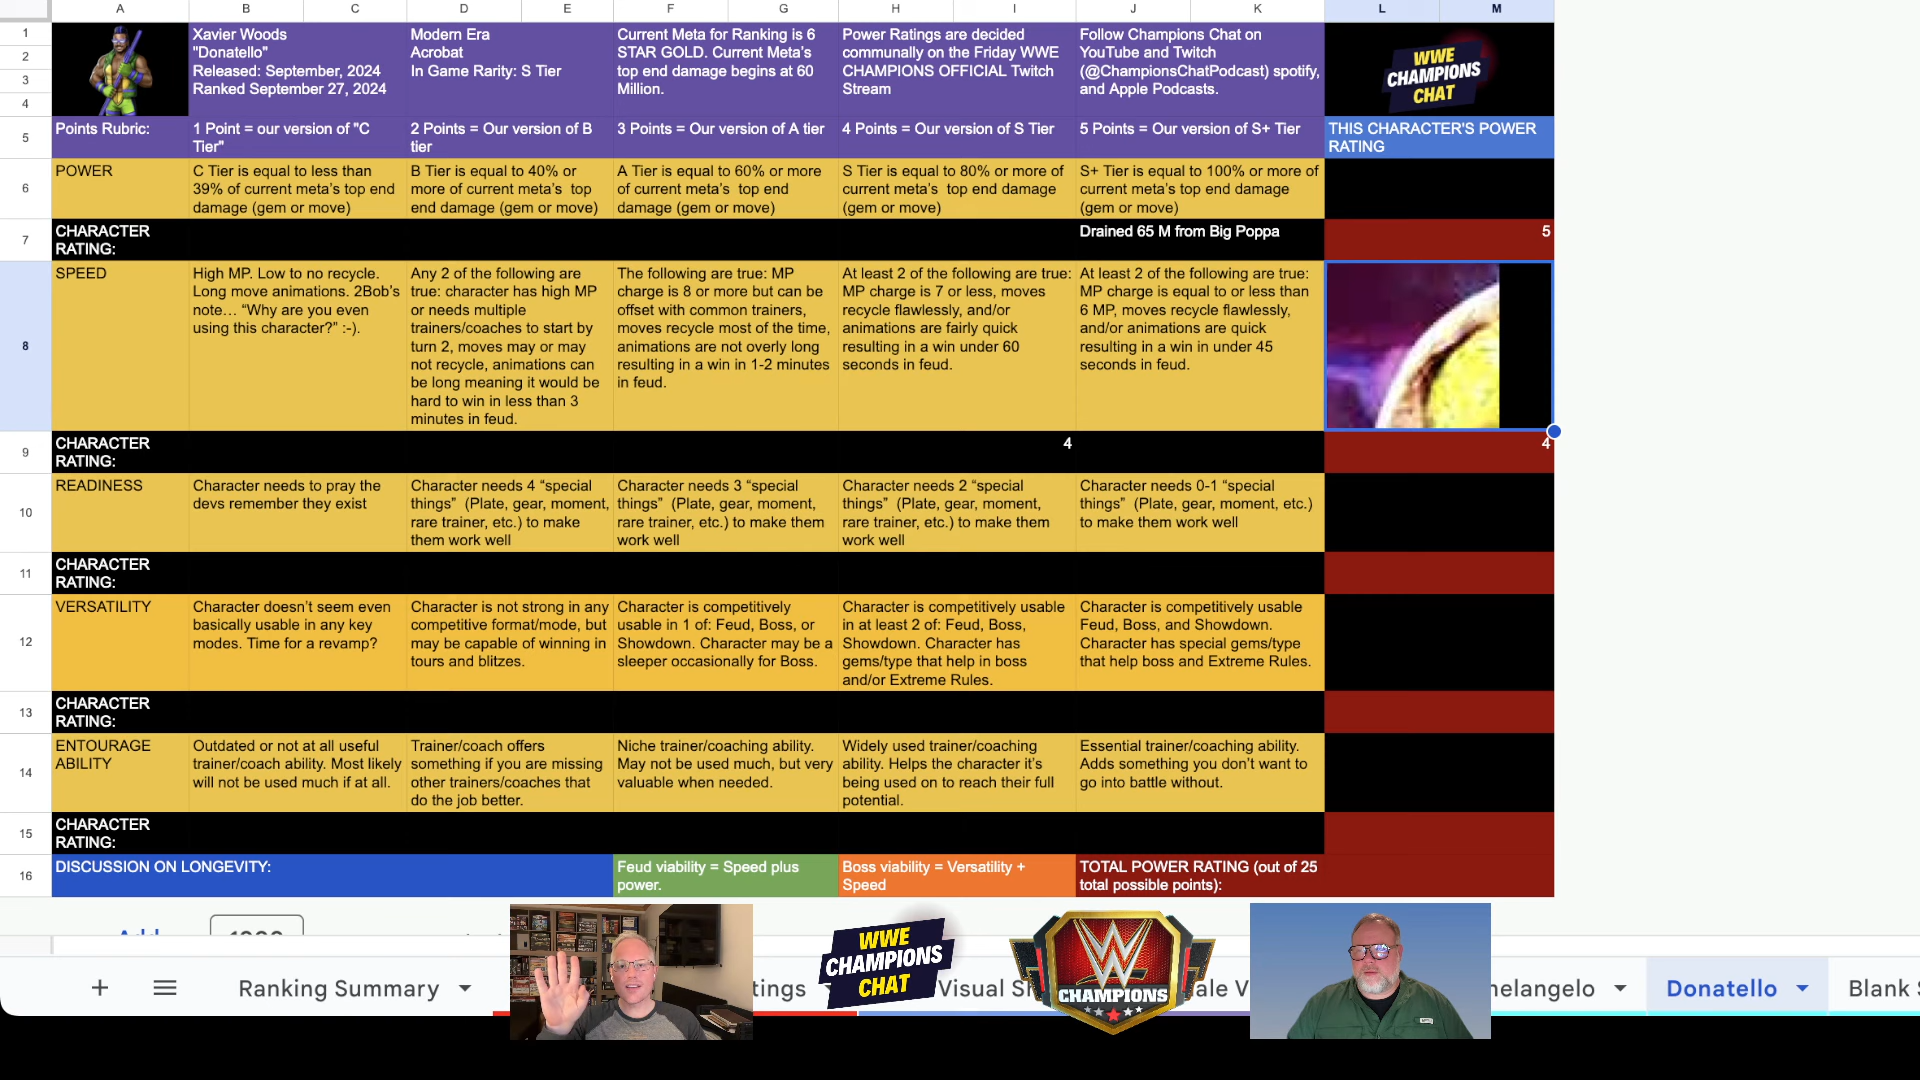 A B C D E F G H I J K L M
1
2
3
4
Xavier Woods
"Donatello"
Released: September, 2024
Ranked September 27, 2024
Modern Era
Acrobat
In Game Rarity: S Tier
Current Meta for Ranking is 6
STAR GOLD. Current Meta's
top end damage begins at 60
Million.
Power Ratings are decided
communally on the Friday WWE
CHAMPIONS OFFICIAL Twitch
Stream
Follow Champions Chat on
YouTube and Twitch
(@ChampionsChatPodcast) spotify,
and Apple Podcasts.
WWE
CHAMPIONS
CHAT
5
Points Rubric:
1 Point = our version of "C
Tier"
2 Points = Our version of B
tier
3 Points = Our version of A tier
4 Points = Our version of S Tier
5 Points = Our version of S+ Tier
THIS CHARACTER'S POWER
RATING
6
POWER
C Tier is equal to less than
39% of current meta's top end
damage (gem or move)
B Tier is equal to 40% or
more of current meta's top
end damage (gem or move)
A Tier is equal to 60% or more
of current meta's top end
damage (gem or move)
S Tier is equal to 80% or more of
current meta's top end damage
(gem or move)
S+ Tier is equal to 100% or more of
current meta's top end damage
(gem or move)
7
CHARACTER
RATING:
Drained 65 M from Big Poppa
5
8
SPEED
High MP. Low to no recycle.
Long move animations. 2Bob's
note… “Why are you even
using this character?” :-).
Any 2 of the following are
true: character has high MP
or needs multiple
trainers/coaches to start by
turn 2, moves may or may
not recycle, animations can
be long meaning it would be
hard to win in less than 3
minutes in feud.
The following are true: MP
charge is 8 or more but can be
offset with common trainers,
moves recycle most of the time,
animations are not overly long
resulting in a win in 1-2 minutes
in feud.
At least 2 of the following are true:
MP charge is 7 or less, moves
recycle flawlessly, and/or
animations are fairly quick
resulting in a win under 60
seconds in feud.
At least 2 of the following are true:
MP charge is equal to or less than
6 MP, moves recycle flawlessly,
and/or animations are quick
resulting in a win in under 45
seconds in feud.
9
CHARACTER
RATING:
4
4
10
READINESS
Character needs to pray the
devs remember they exist
Character needs 4 “special
things” (Plate, gear, moment,
rare trainer, etc.) to make
them work well
Character needs 3 “special
things” (Plate, gear, moment,
rare trainer, etc.) to make them
work well
Character needs 2 “special
things” (Plate, gear, moment,
rare trainer, etc.) to make them
work well
Character needs 0-1 “special
things” (Plate, gear, moment, etc.)
to make them work well
11
CHARACTER
RATING:
12
VERSATILITY
Character doesn't seem even
basically usable in any key
modes. Time for a revamp?
Character is not strong in any
competitive format/mode, but
may be capable of winning in
tours and blitzes.
Character is competitively
usable in 1 of: Feud, Boss, or
Showdown. Character may be a
sleeper occasionally for Boss.
Character is competitively usable
in at least 2 of: Feud, Boss,
Showdown. Character has
gems/type that help in boss
and/or Extreme Rules.
Character is competitively usable
Feud, Boss, and Showdown.
Character has special gems/type
that help boss and Extreme Rules.
13
CHARACTER
RATING:
14
ENTOURAGE
ABILITY
Outdated or not at all useful
trainer/coach ability. Most likely
will not be used much if at all.
Trainer/coach offers
something if you are missing
other trainers/coaches that
do the job better.
Niche trainer/coaching ability.
May not be used much, but very
valuable when needed.
Widely used trainer/coaching
ability. Helps the character it's
being used on to reach their full
potential.
Essential trainer/coaching ability.
Adds something you don't want to
go into battle without.
15
CHARACTER
RATING:
16
DISCUSSION ON LONGEVITY:
Feud viability = Speed plus
power.
Boss viability = Versatility +
Speed
TOTAL POWER RATING (out of 25
total possible points):
Add 1000
Ranking Summary
tings
WWE
CHAMPIONS
CHAT
Visual S
W
CHAMPIONS
ale V
helangelo
Donatello
Blank S